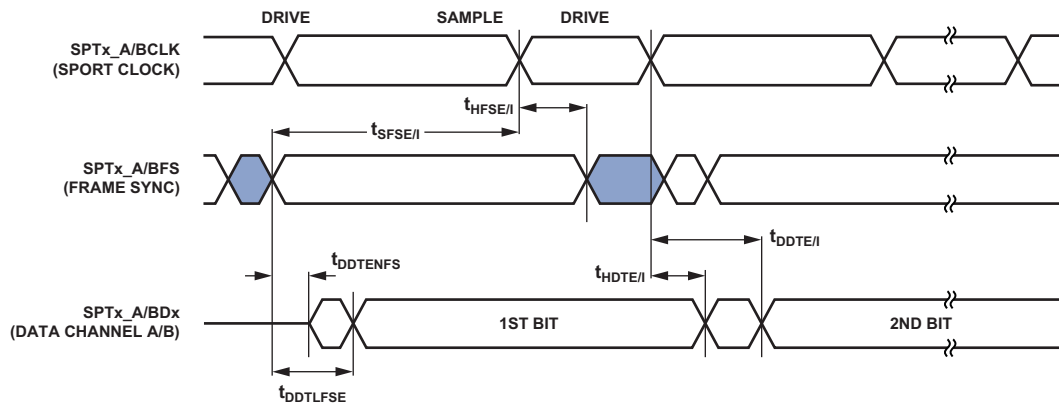 DRIVE SAMPLE DRIVE
SPTx_A/BCLK
(SPORT CLOCK)
tHFSE/I
tSFSE/I
SPTx_A/BFS
(FRAME SYNC)
tDDTE/I
tDDTENFS
tHDTE/I
SPTx_A/BDx
(DATA CHANNEL A/B)
1ST BIT 2ND BIT
tDDTLFSE